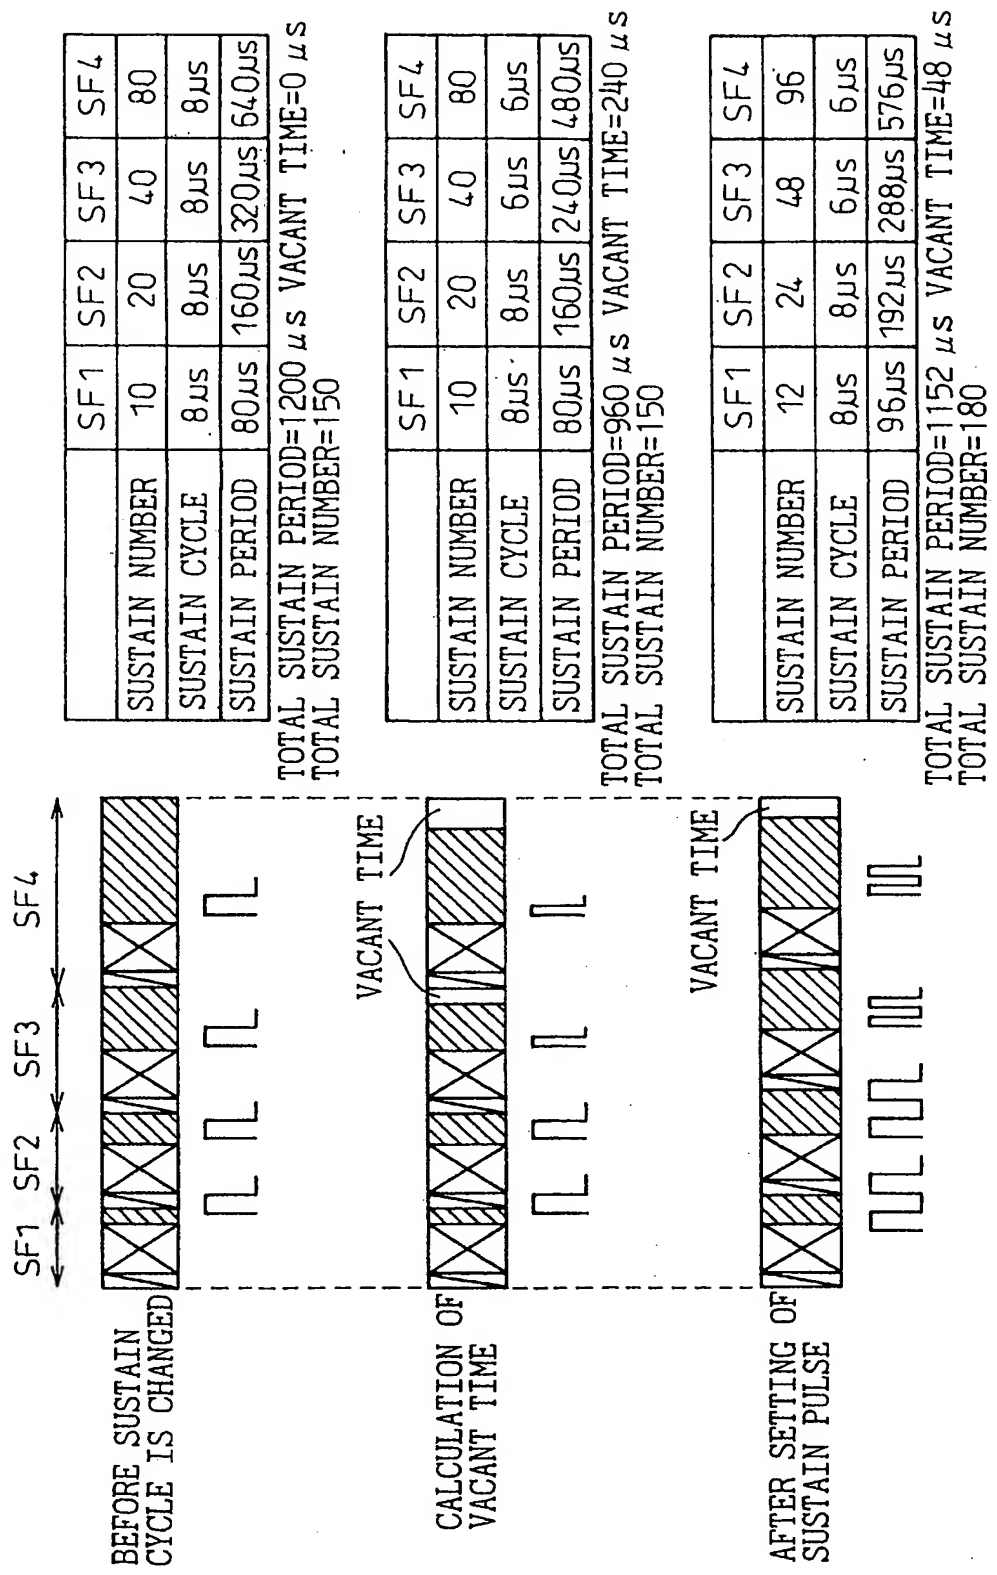 SF1 SF2 SF3 SF4
BEFORE SUSTAIN
CYCLE IS CHANGED
SF1 SF2 SF3 SF4
SUSTAIN NUMBER 10 20 40 80
SUSTAIN CYCLE 8μs 8μs 8μs 8μs
SUSTAIN PERIOD 80μs 160μs 320μs 640μs
TOTAL SUSTAIN PERIOD=1200 μs VACANT TIME=0 μs
TOTAL SUSTAIN NUMBER=150
CALCULATION OF
VACANT TIME
VACANT TIME
SF1 SF2 SF3 SF4
SUSTAIN NUMBER 10 20 40 80
SUSTAIN CYCLE 8μs 8μs 6μs 6μs
SUSTAIN PERIOD 80μs 160μs 240μs 480μs
TOTAL SUSTAIN PERIOD=960 μs VACANT TIME=240 μs
TOTAL SUSTAIN NUMBER=150
AFTER SETTING OF
SUSTAIN PULSE
VACANT TIME
SF1 SF2 SF3 SF4
SUSTAIN NUMBER 12 24 48 96
SUSTAIN CYCLE 8μs 8μs 6μs 6μs
SUSTAIN PERIOD 96μs 192μs 288μs 576μs
TOTAL SUSTAIN PERIOD=1152 μs VACANT TIME=48 μs
TOTAL SUSTAIN NUMBER=180